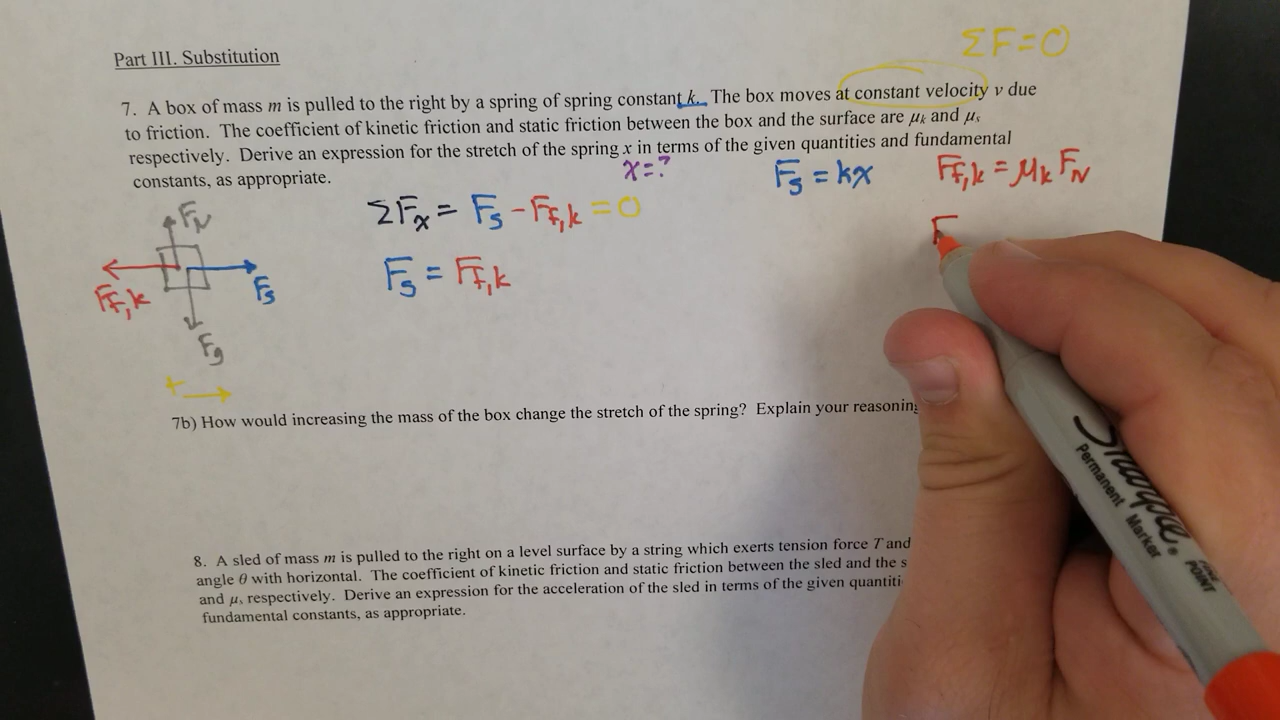 Part III. Substitution
ΣF=0
7. A box of mass m is pulled to the right by a spring of spring constant k. The box moves at constant velocity v due
to friction. The coefficient of kinetic friction and static friction between the box and the surface are μk and μs
respectively. Derive an expression for the stretch of the spring x in terms of the given quantities and fundamental
constants, as appropriate.
x=?
Fs = kx
Ff,k = μk FN
ΣFx = Fs - Ff,k = 0
Fs = Ff,k
F
FN
Ff,k
Fs
Fg
+
7b) How would increasing the mass of the box change the stretch of the spring? Explain your reasoning
8. A sled of mass m is pulled to the right on a level surface by a string which exerts tension force T and
angle θ with horizontal. The coefficient of kinetic friction and static friction between the sled and the s
and μs respectively. Derive an expression for the acceleration of the sled in terms of the given quantiti
fundamental constants, as appropriate.
Sharpie.
Permanent Marker
FINE POINT